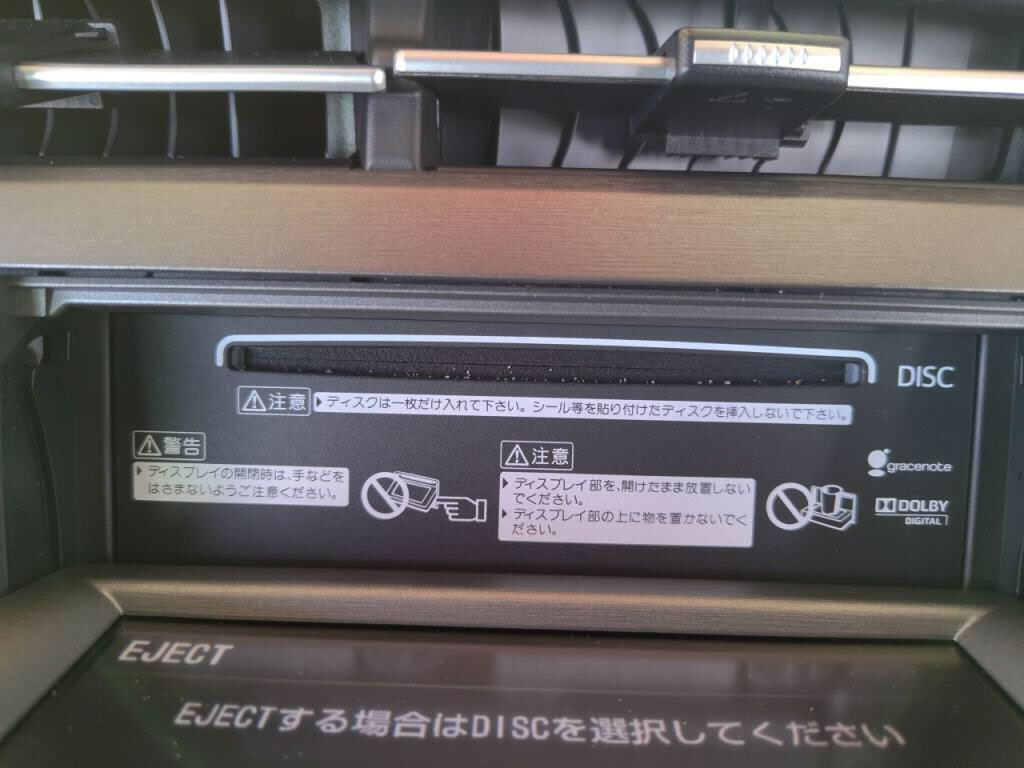 DISC
注意
ディスクは一枚だけ入れて下さい。シール等を貼り付けたディスクを挿入しないで下さい。
警告
ディスプレイの開閉時は、手などを
はさまないようご注意ください。
注意
ディスプレイ部を、開けたまま放置しない
でください。
ディスプレイ部の上に物を置かないでく
ださい。
gracenote
DOLBY
DIGITAL
EJECT
EJECTする場合はDISCを選択してください